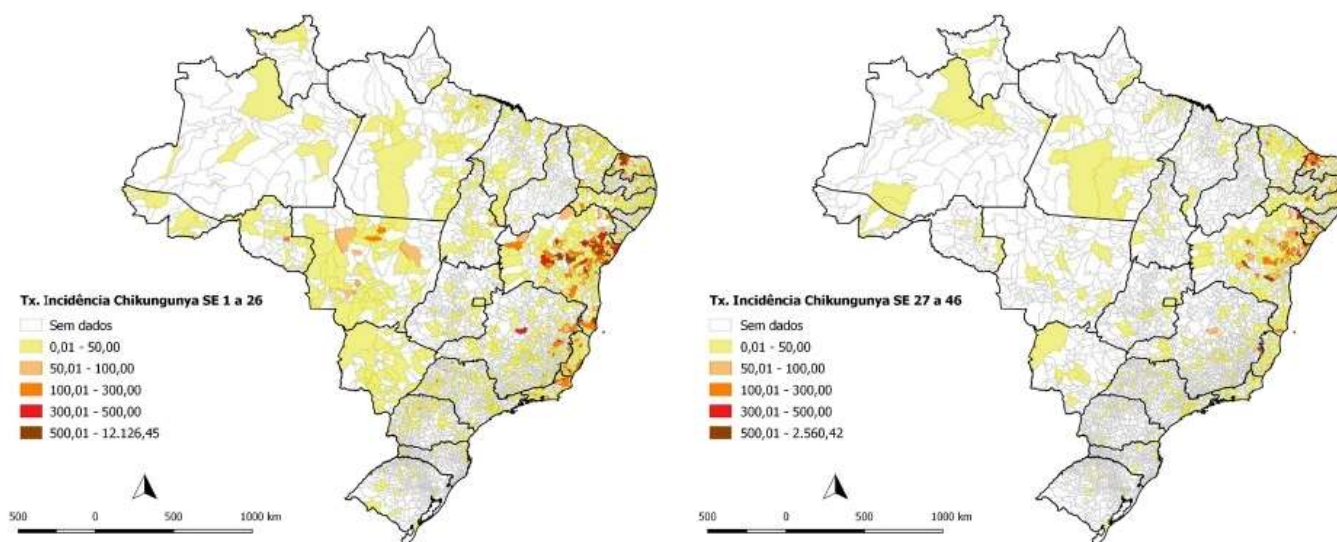 Tx. Incidência Chikungunya SE 1 a 26
Sem dados
0,01 - 50,00
50,01 - 100,00
100,01 - 300,00
300,01 - 500,00
500,01 - 12.126,45
500 0 500 1000 km
Tx. Incidência Chikungunya SE 27 a 46
Sem dados
0,01 - 50,00
50,01 - 100,00
100,01 - 300,00
300,01 - 500,00
500,01 - 2.560,42
500 0 500 1000 km